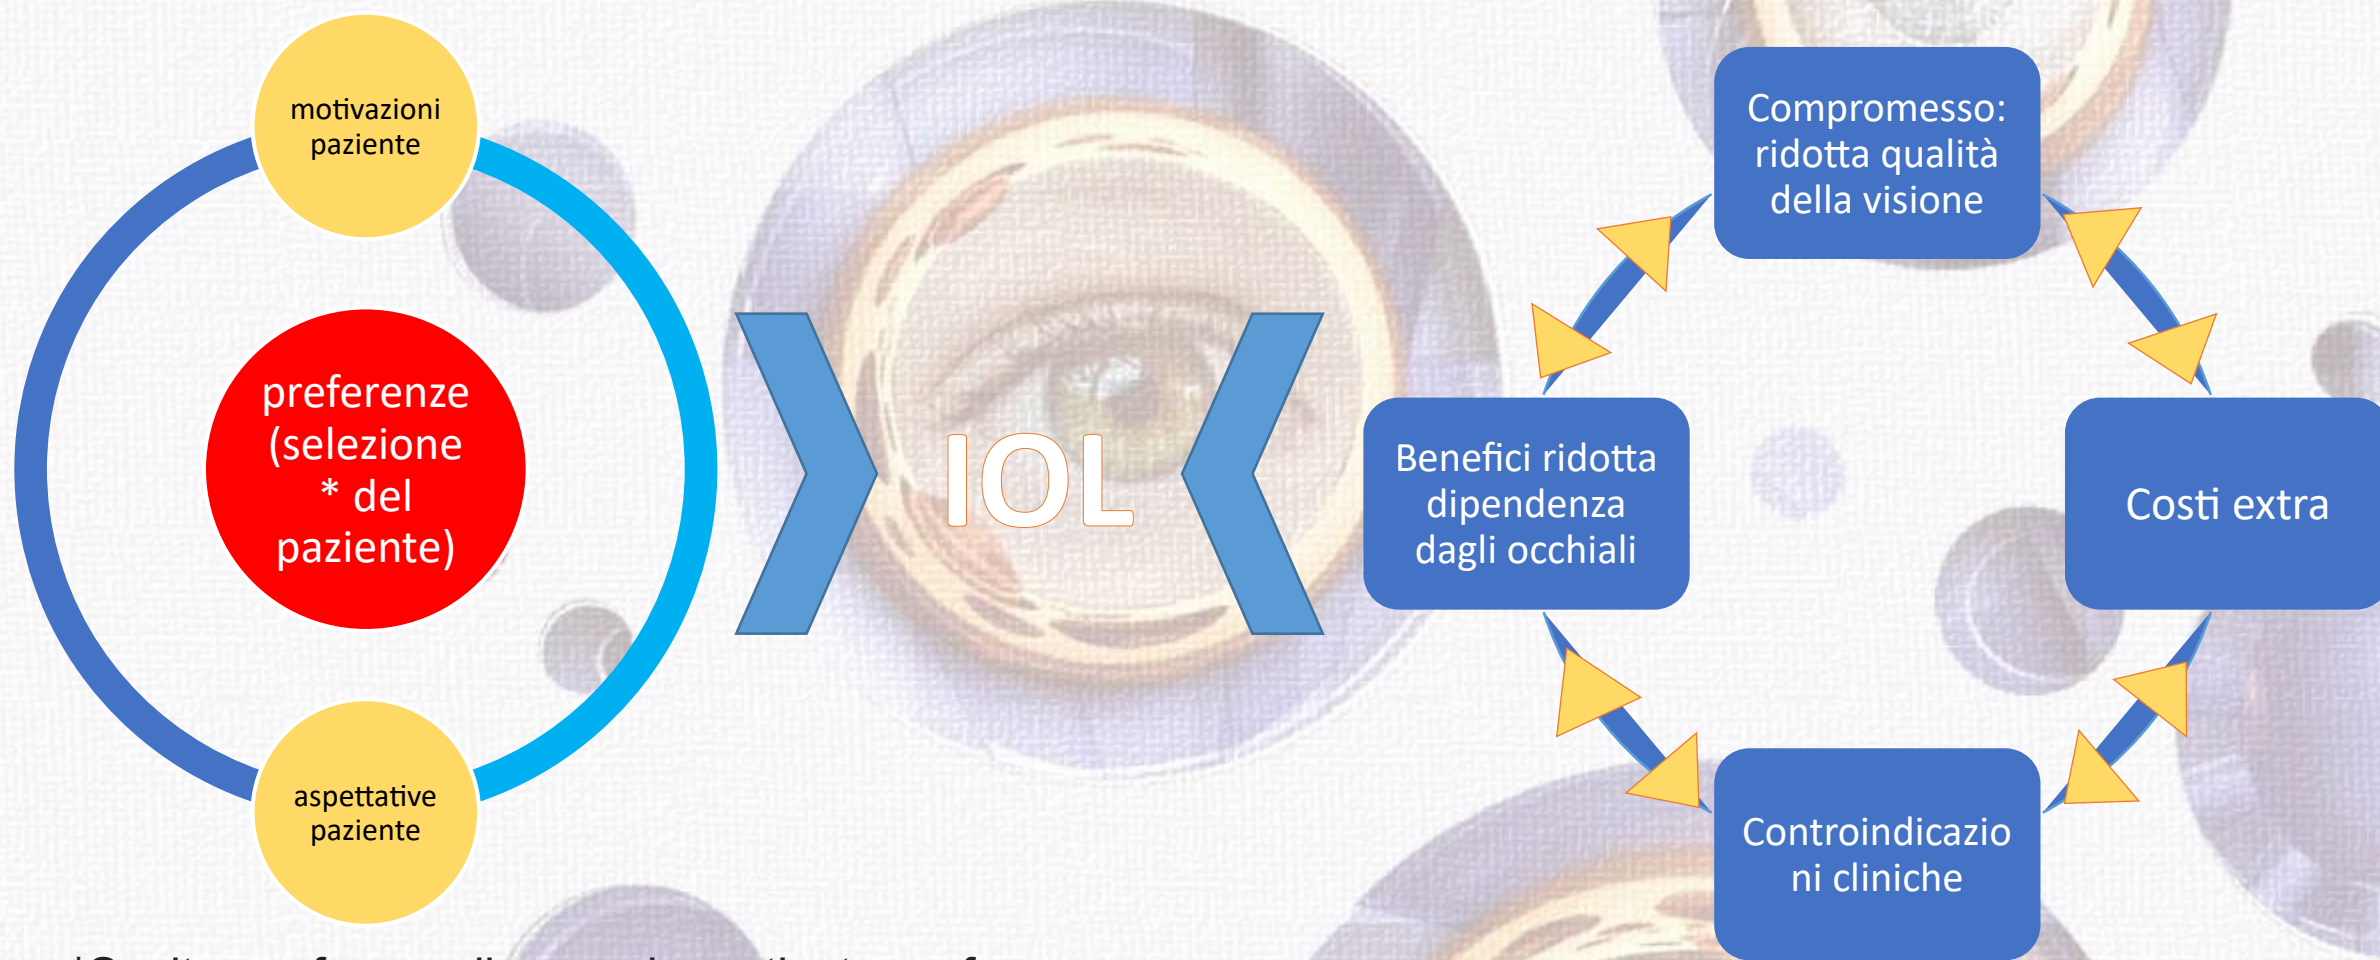 motivazioni
paziente
preferenze
(selezione
* del
paziente)
aspettative
paziente
IOL
Compromesso:
ridotta qualità
della visione
Benefici ridotta
dipendenza
dagli occhiali
Costi extra
Controindicazio
ni cliniche